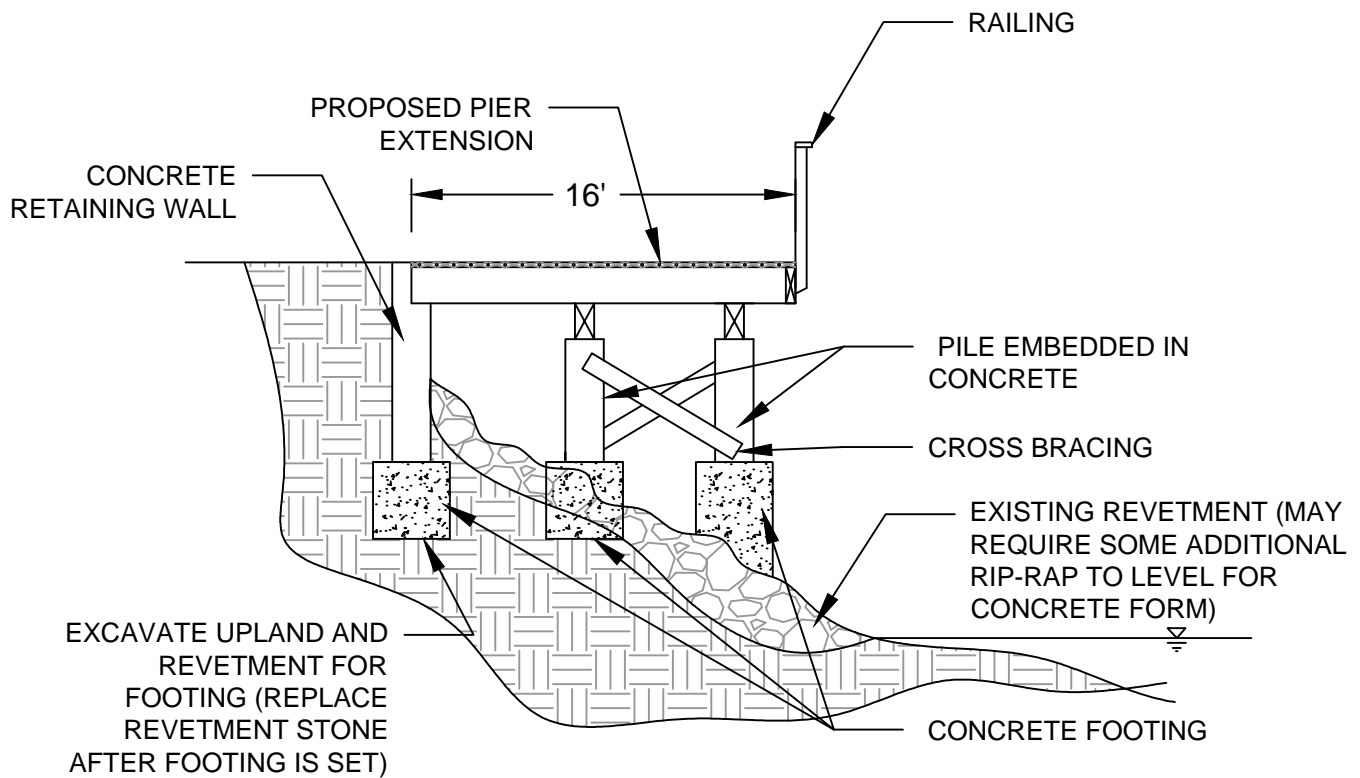 RAILING
PROPOSED PIER
EXTENSION
CONCRETE
RETAINING WALL
16'
PILE EMBEDDED IN
CONCRETE
CROSS BRACING
EXISTING REVETMENT (MAY
REQUIRE SOME ADDITIONAL
RIP-RAP TO LEVEL FOR
CONCRETE FORM)
EXCAVATE UPLAND AND
REVETMENT FOR
FOOTING (REPLACE
REVETMENT STONE
AFTER FOOTING IS SET)
CONCRETE FOOTING